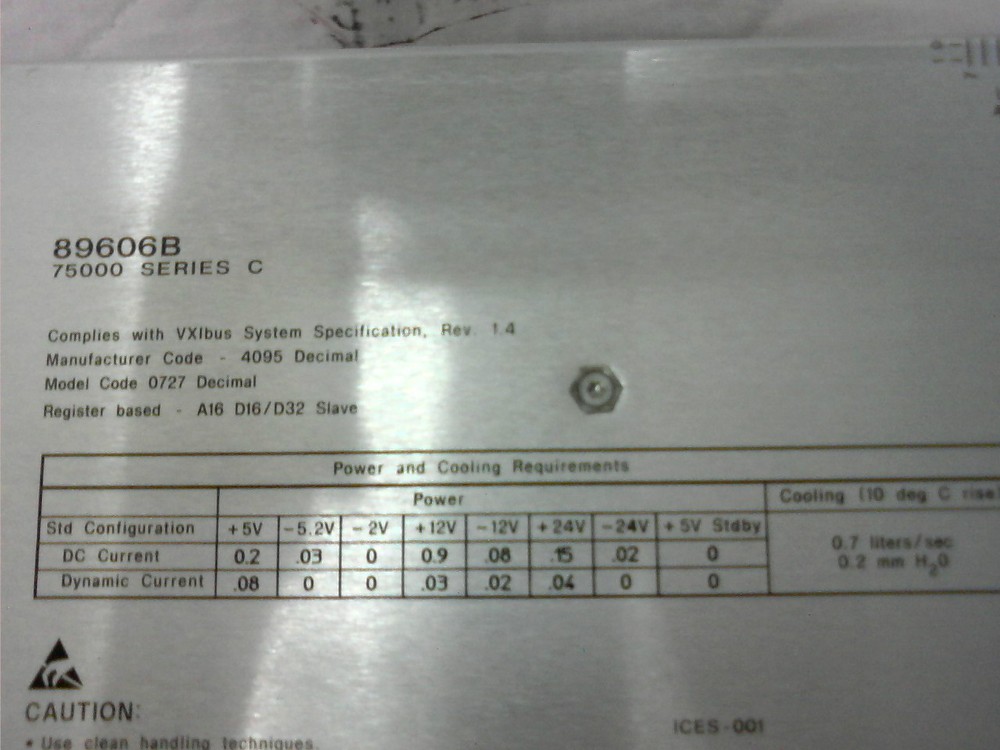 89606B
75000 SERIES C
Complies with VXIbus System Specification, Rev. 1.4
Manufacturer Code - 4095 Decimal
Model Code 0727 Decimal
Register based - A16 D16/D32 Slave
Power and Cooling Requirements
Power Cooling (10 deg C rise)
Std Configuration +5V -5.2V -2V +12V -12V +24V -24V +5V Stdby
DC Current 0.2 .03 0 0.9 .08 .15 .02 0 0.7 liters/sec
Dynamic Current .08 0 0 .03 .02 .04 0 0 0.2 mm H2O
CAUTION:
ICES-001
• Use clean handling techniques.